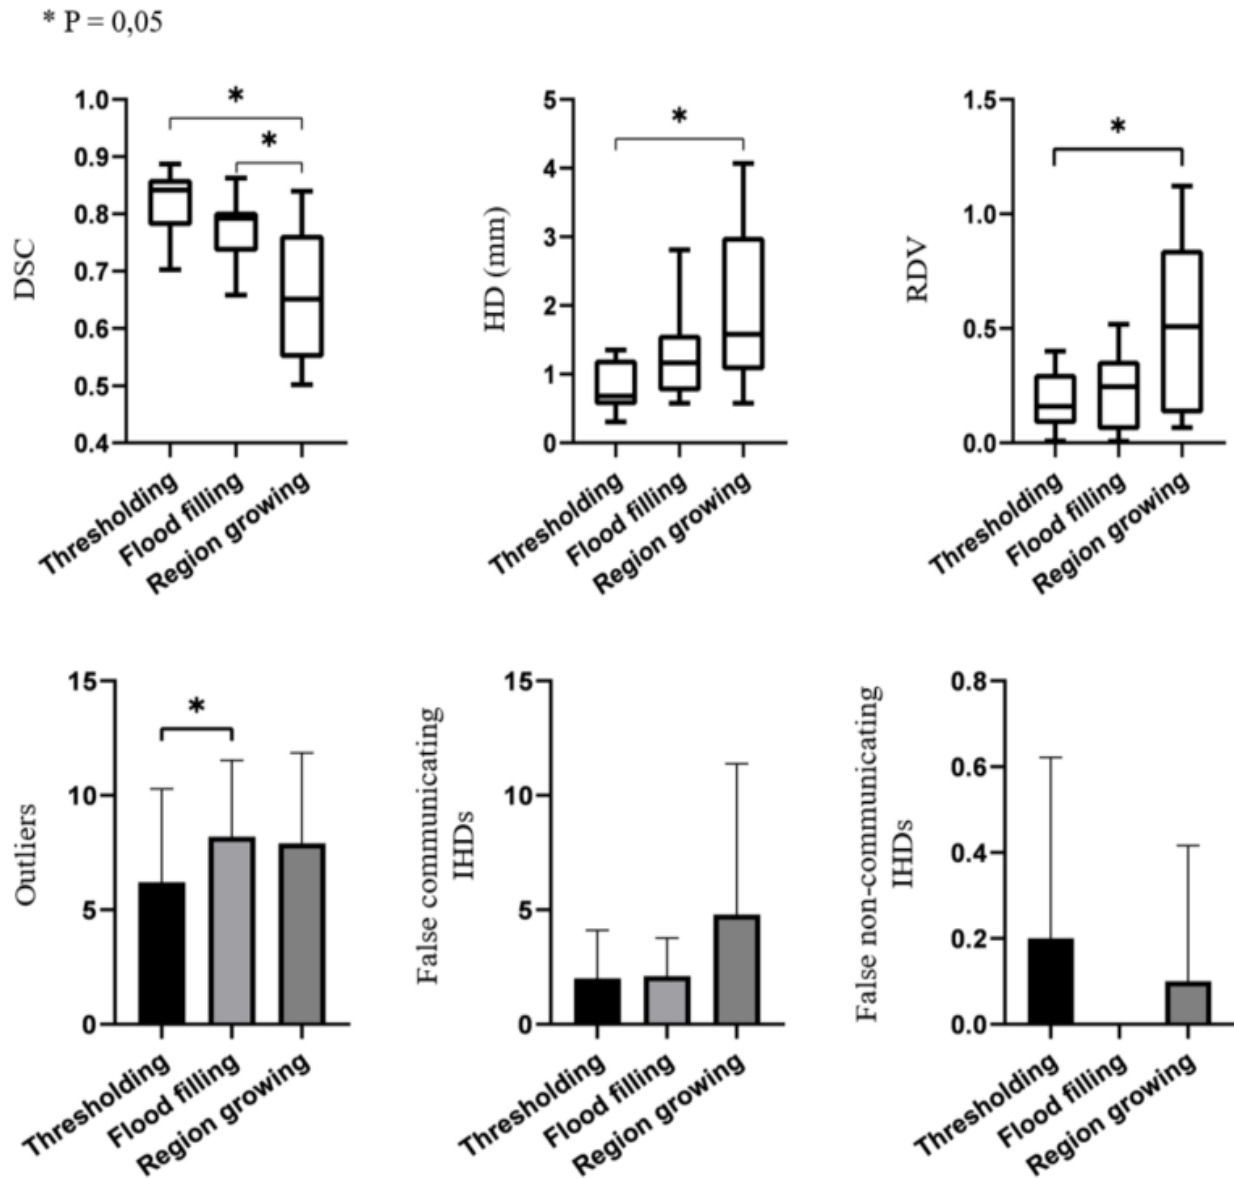 * P = 0,05
DSC
1.0
0.9
0.8
0.7
0.6
0.5
0.4
*
*
Thresholding
Flood filling
Region growing
HD (mm)
5
4
3
2
1
0
*
Thresholding
Flood filling
Region growing
RDV
1.5
1.0
0.5
0.0
*
Thresholding
Flood filling
Region growing
Outliers
15
10
5
0
*
Thresholding
Flood filling
Region growing
False communicating
IHDs
15
10
5
0
Thresholding
Flood filling
Region growing
False non-communicating
IHDs
0.8
0.6
0.4
0.2
0.0
Thresholding
Flood filling
Region growing